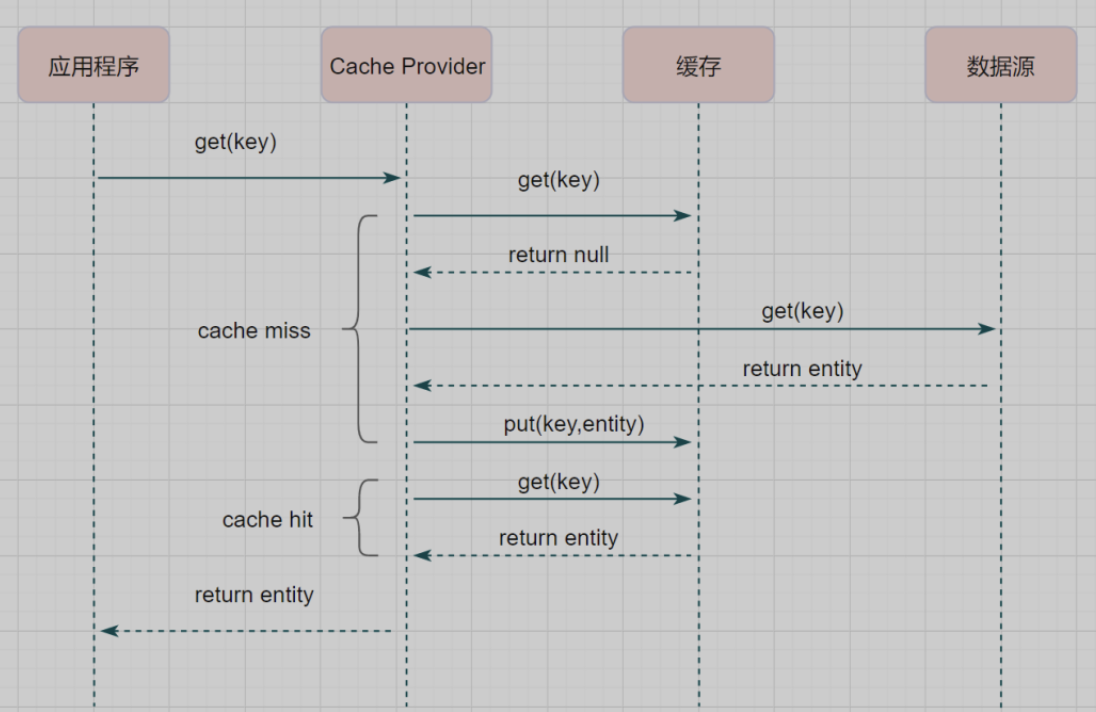 应用程序
Cache Provider
缓存
数据源
get(key)
get(key)
return null
get(key)
cache miss
return entity
put(key,entity)
get(key)
cache hit
return entity
return entity